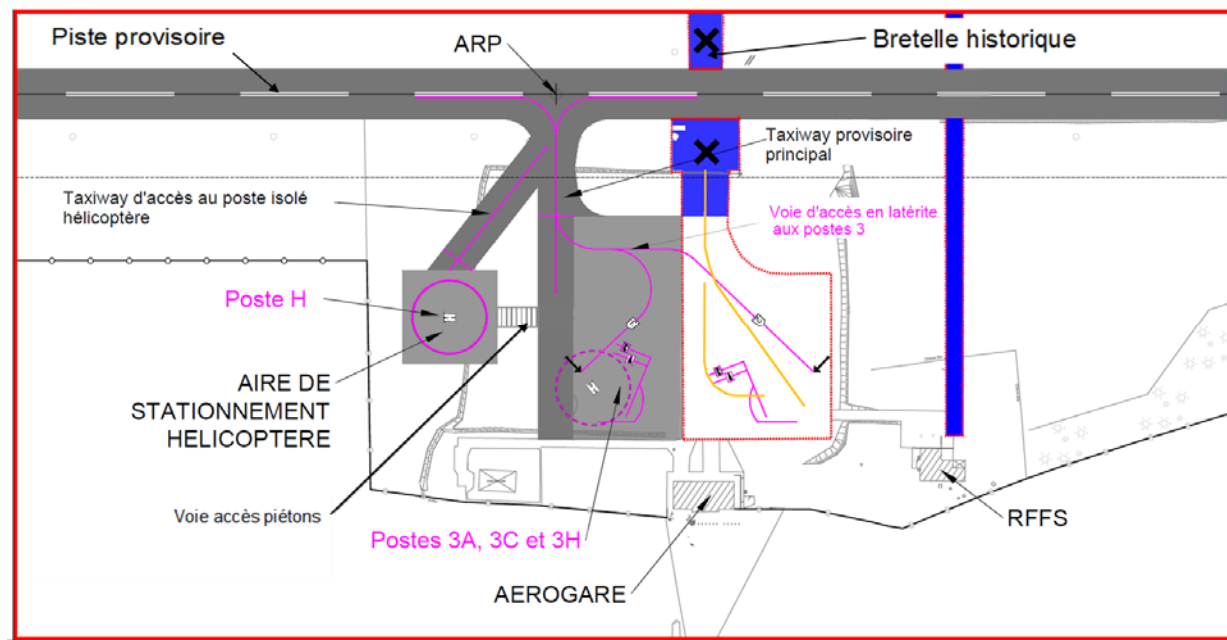 Piste provisoire
ARP
Bretelle historique
Taxiway provisoire
principal
Taxiway d'accès au poste isolé
hélicoptère
Voie d'accès en latérite
aux postes 3
Poste H
H
H
AIRE DE
STATIONNEMENT
HELICOPTERE
Voie accès piétons
Postes 3A, 3C et 3H
AEROGARE
RFFS